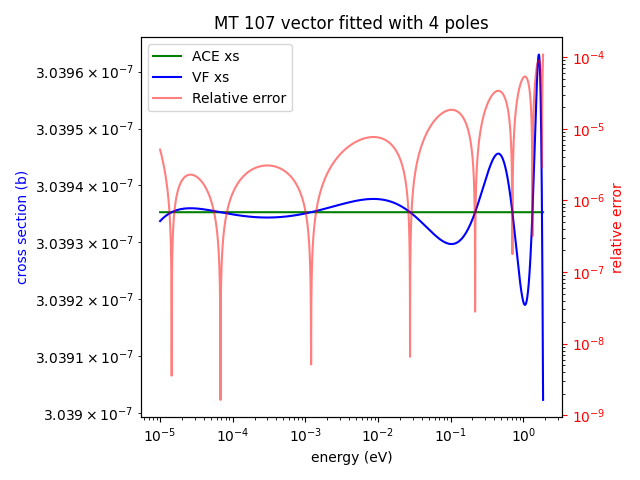 MT 107 vector fitted with 4 poles
ACE xs
VF xs
Relative error
3.0396 × 10⁻⁷
3.0395 × 10⁻⁷
3.0394 × 10⁻⁷
3.0393 × 10⁻⁷
3.0392 × 10⁻⁷
3.0391 × 10⁻⁷
3.039 × 10⁻⁷
cross section (b)
10⁻⁴
10⁻⁵
10⁻⁶
10⁻⁷
10⁻⁸
10⁻⁹
relative error
10⁻⁵ 10⁻⁴ 10⁻³ 10⁻² 10⁻¹ 10⁰
energy (eV)